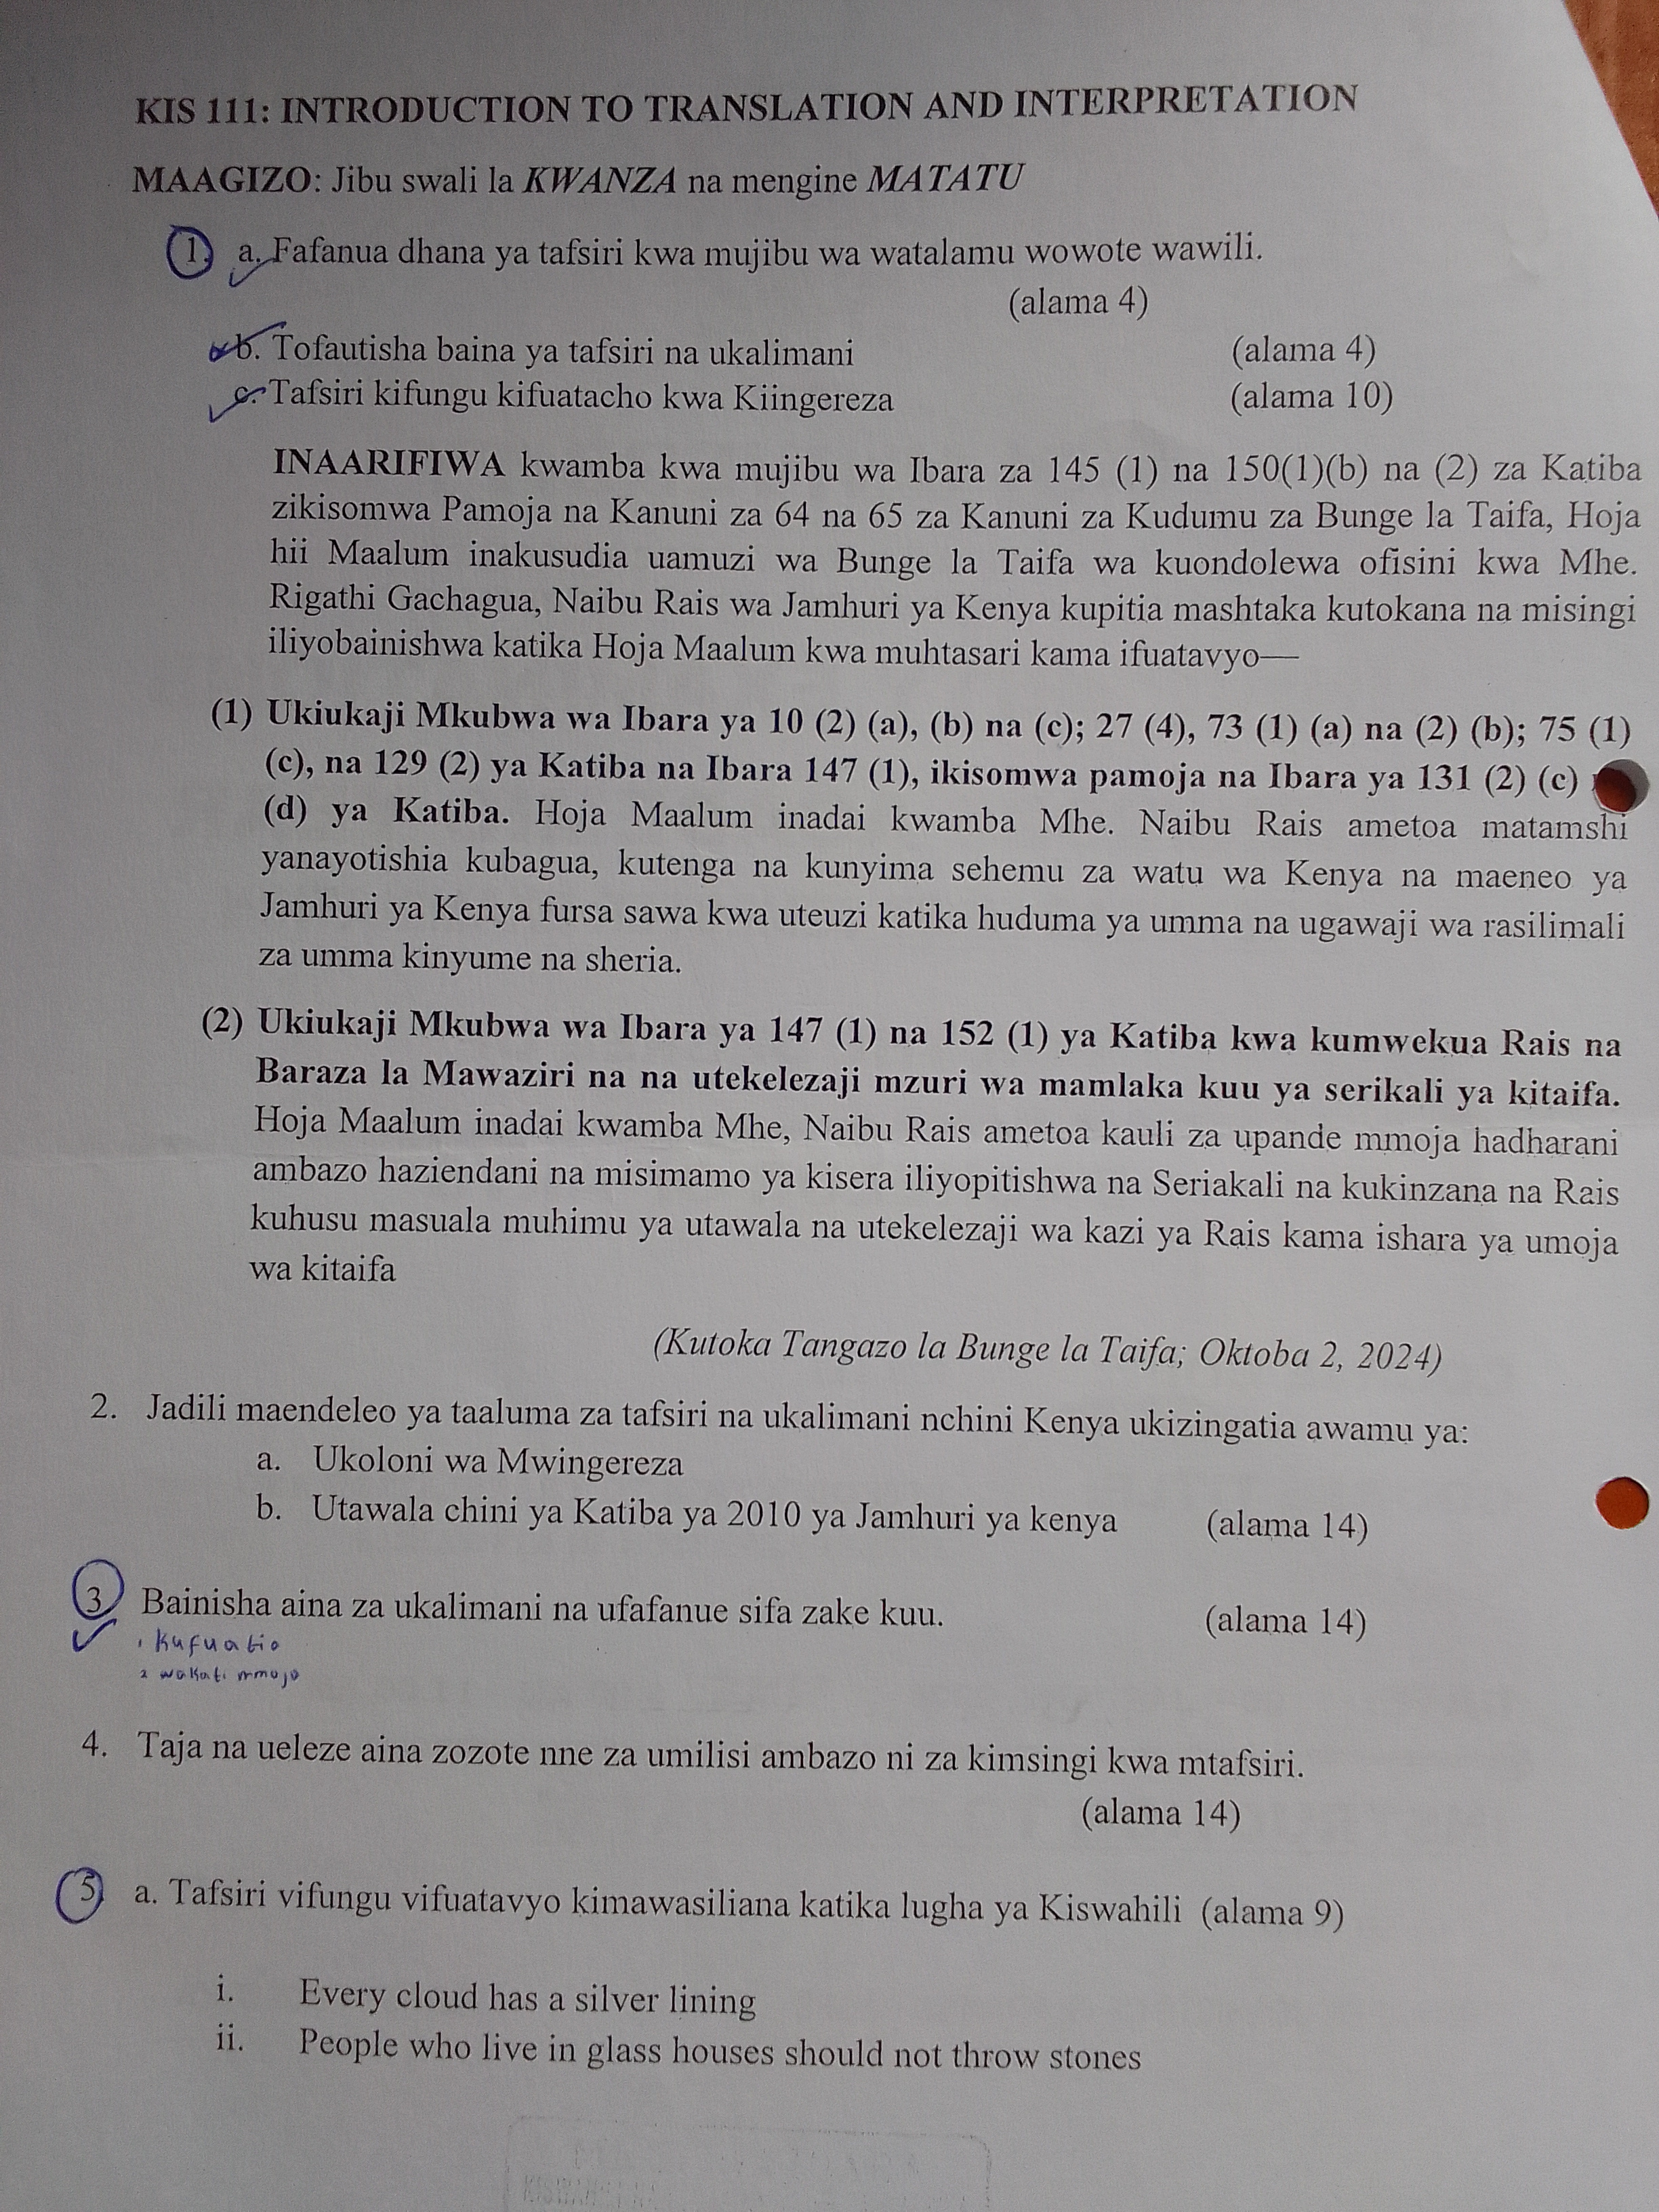 KIS 111: INTRODUCTION TO TRANSLATION AND INTERPRETATION
MAAGIZO: Jibu swali la KWANZA na mengine MATATU
1. a. Fafanua dhana ya tafsiri kwa mujibu wa watalamu wowote wawili.
(alama 4)
b. Tofautisha baina ya tafsiri na ukalimani (alama 4)
c. Tafsiri kifungu kifuatacho kwa Kiingereza (alama 10)
INAARIFIWA kwamba kwa mujibu wa Ibara za 145 (1) na 150(1)(b) na (2) za Katiba
zikisomwa Pamoja na Kanuni za 64 na 65 za Kanuni za Kudumu za Bunge la Taifa, Hoja
hii Maalum inakusudia uamuzi wa Bunge la Taifa wa kuondolewa ofisini kwa Mhe.
Rigathi Gachagua, Naibu Rais wa Jamhuri ya Kenya kupitia mashtaka kutokana na misingi
iliyobainishwa katika Hoja Maalum kwa muhtasari kama ifuatavyo—
(1) Ukiukaji Mkubwa wa Ibara ya 10 (2) (a), (b) na (c); 27 (4), 73 (1) (a) na (2) (b); 75 (1)
(c), na 129 (2) ya Katiba na Ibara 147 (1), ikisomwa pamoja na Ibara ya 131 (2) (c)
(d) ya Katiba. Hoja Maalum inadai kwamba Mhe. Naibu Rais ametoa matamshi
yanayotishia kubagua, kutenga na kunyima sehemu za watu wa Kenya na maeneo ya
Jamhuri ya Kenya fursa sawa kwa uteuzi katika huduma ya umma na ugawaji wa rasilimali
za umma kinyume na sheria.
(2) Ukiukaji Mkubwa wa Ibara ya 147 (1) na 152 (1) ya Katiba kwa kumwekua Rais na
Baraza la Mawaziri na na utekelezaji mzuri wa mamlaka kuu ya serikali ya kitaifa.
Hoja Maalum inadai kwamba Mhe, Naibu Rais ametoa kauli za upande mmoja hadharani
ambazo haziendani na misimamo ya kisera iliyopitishwa na Seriakali na kukinzana na Rais
kuhusu masuala muhimu ya utawala na utekelezaji wa kazi ya Rais kama ishara ya umoja
wa kitaifa
(Kutoka Tangazo la Bunge la Taifa; Oktoba 2, 2024)
2. Jadili maendeleo ya taaluma za tafsiri na ukalimani nchini Kenya ukizingatia awamu ya:
a. Ukoloni wa Mwingereza
b. Utawala chini ya Katiba ya 2010 ya Jamhuri ya kenya (alama 14)
3 Bainisha aina za ukalimani na ufafanue sifa zake kuu. (alama 14)
1 Kufuatio
2 wakati mmojo
4. Taja na ueleze aina zozote nne za umilisi ambazo ni za kimsingi kwa mtafsiri.
(alama 14)
5. a. Tafsiri vifungu vifuatavyo kimawasiliana katika lugha ya Kiswahili (alama 9)
i. Every cloud has a silver lining
ii. People who live in glass houses should not throw stones